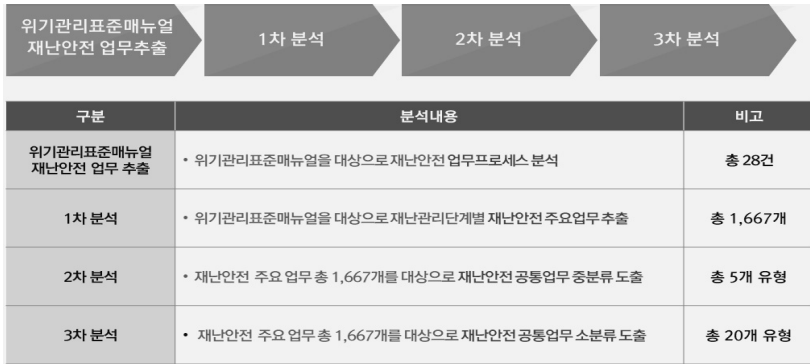 위기관리표준매뉴얼
재난안전 업무추출
1차 분석
2차 분석
3차 분석
구분 분석내용 비고
위기관리표준매뉴얼
재난안전 업무 추출
• 위기관리표준매뉴얼을 대상으로 재난안전 업무프로세스 분석
총 28건
1차 분석 • 위기관리표준매뉴얼을 대상으로 재난관리단계별 재난안전 주요업무 추출 총 1,667개
2차 분석 • 재난안전 주요 업무 총 1,667개를 대상으로 재난안전 공통업무 중분류 도출 총 5개 유형
3차 분석 • 재난안전 주요 업무 총 1,667개를 대상으로 재난안전 공통업무 소분류 도출 총 20개 유형